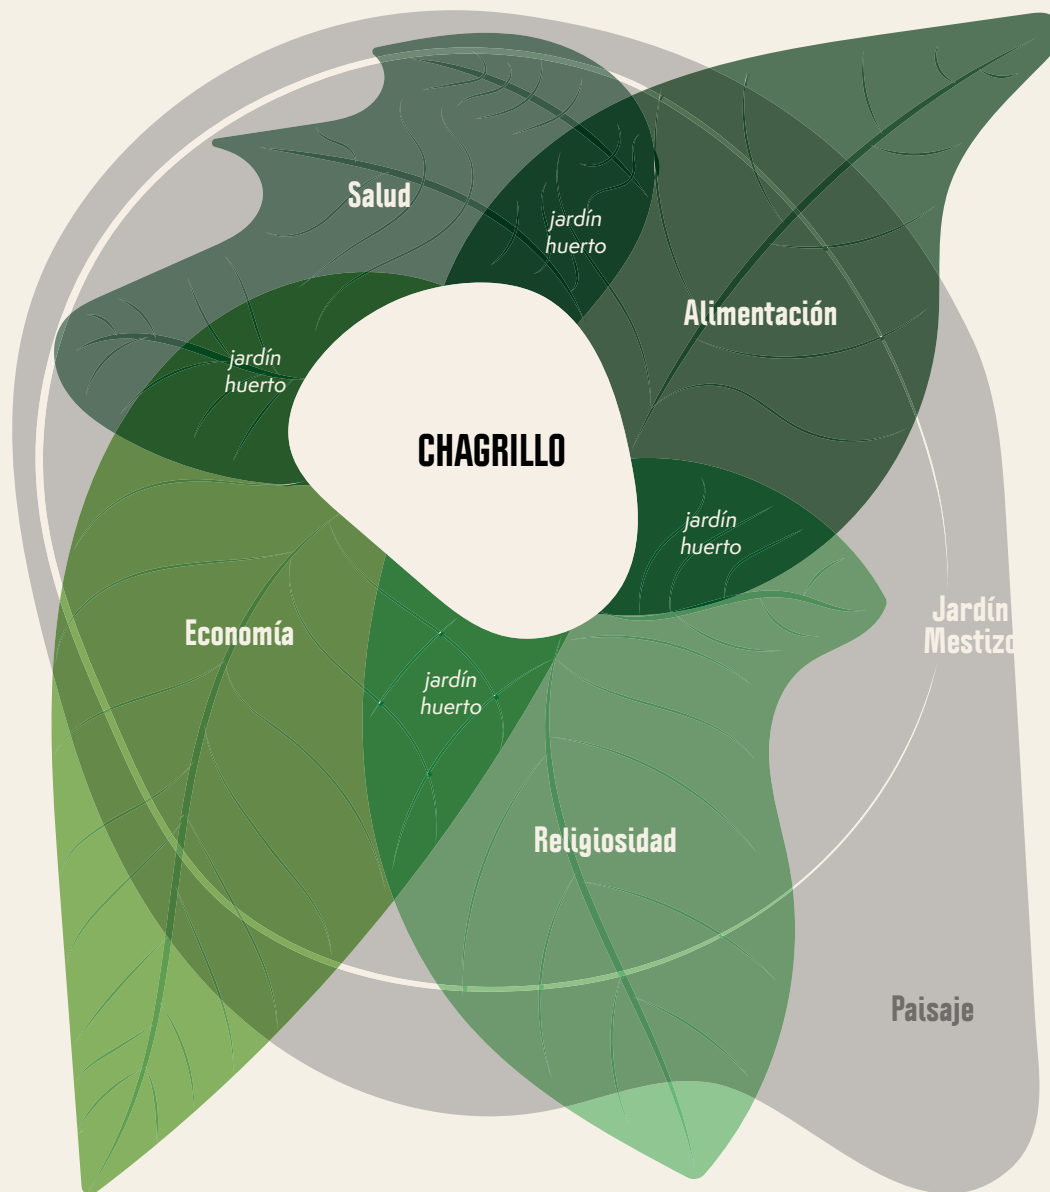 Salud
jardín
huerto
Alimentación
jardín
huerto
CHAGRILLO
jardín
huerto
Jardín
Mestizo
Economía
jardín
huerto
Religiosidad
Paisaje